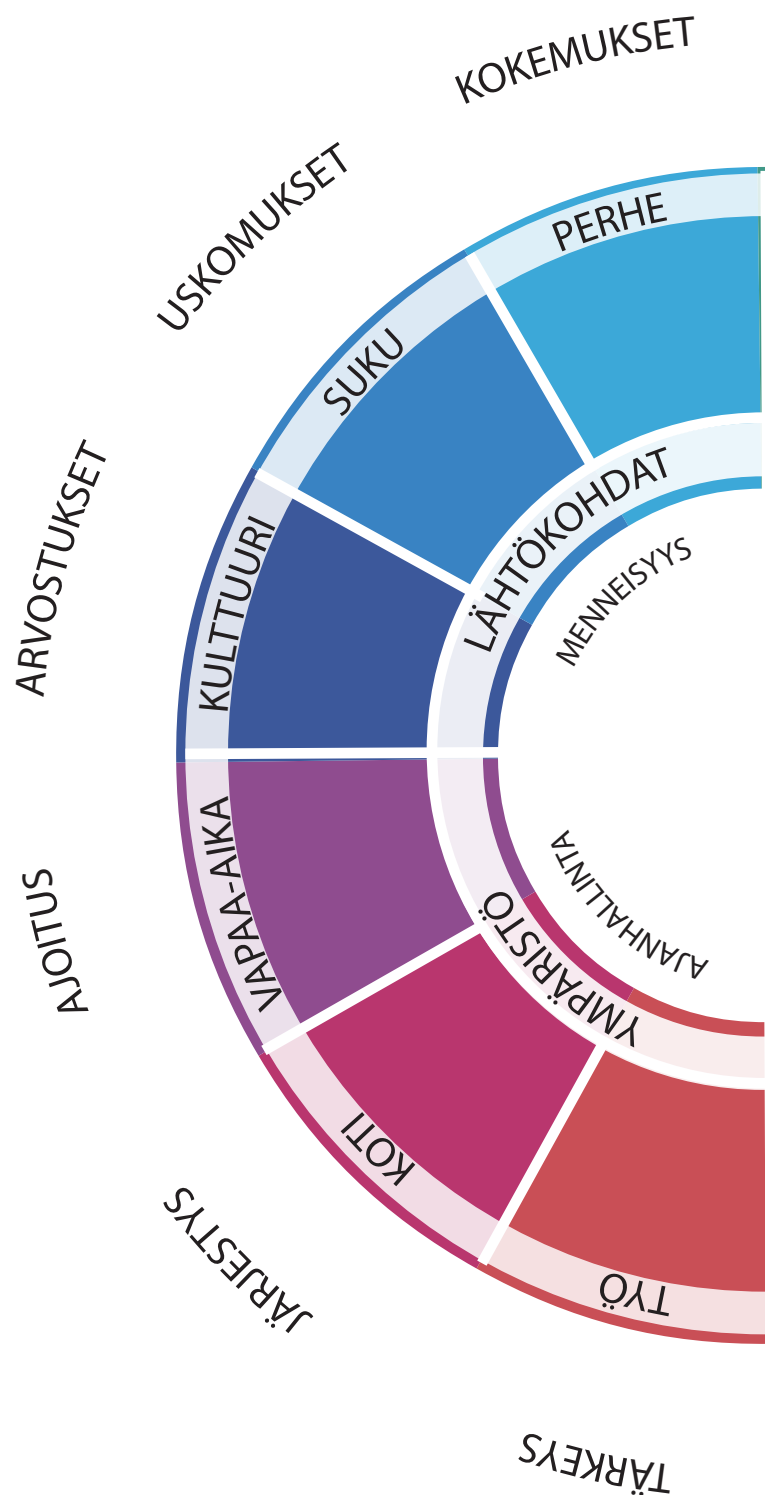 KOKEMUKSET
USKOMUKSET
ARVOSTUKSET
AJOITUS
JÄRJESTYS
TÄRKEYS
PERHE
SUKU
KULTTUURI
VAPAA-AIKA
KOTI
TYÖ
LÄHTÖKOHDAT
YMPÄRISTÖ
MENNEISYYS
AJANHALLINTA